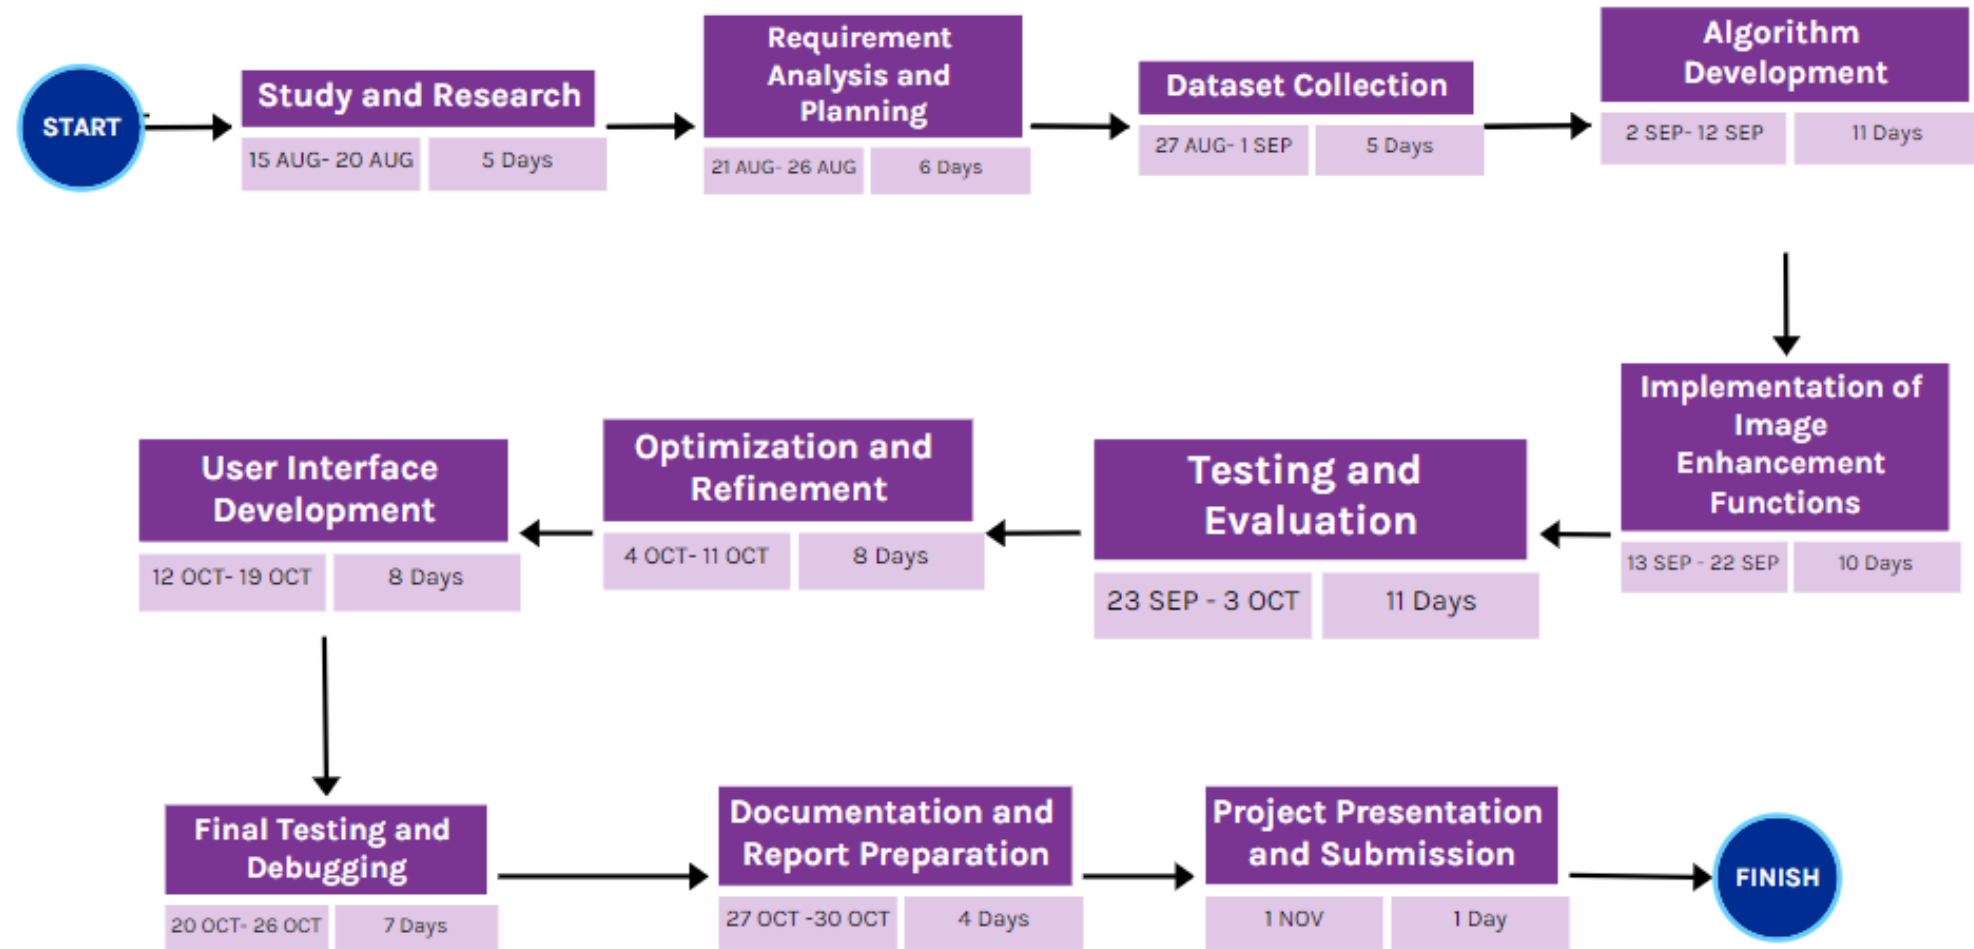 START
Study and Research
15 AUG- 20 AUG
5 Days
Requirement
Analysis and
Planning
21 AUG- 26 AUG
6 Days
Dataset Collection
27 AUG- 1 SEP
5 Days
Algorithm
Development
2 SEP- 12 SEP
11 Days
Implementation of
Image
Enhancement
Functions
13 SEP - 22 SEP
10 Days
Testing and
Evaluation
23 SEP - 3 OCT
11 Days
Optimization and
Refinement
4 OCT- 11 OCT
8 Days
User Interface
Development
12 OCT- 19 OCT
8 Days
Final Testing and
Debugging
20 OCT- 26 OCT
7 Days
Documentation and
Report Preparation
27 OCT -30 OCT
4 Days
Project Presentation
and Submission
1 NOV
1 Day
FINISH